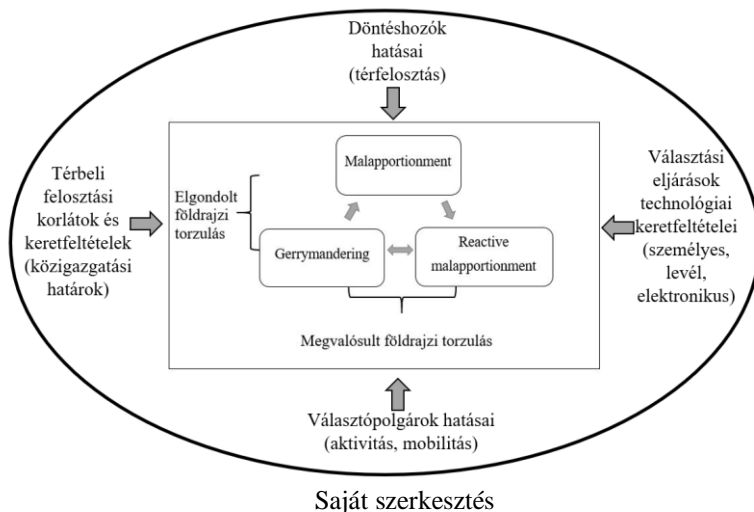 Döntéshozók
hatásai
(térfelosztás)
Térbeli
felosztási
korlátok és
keretfeltételek
(közigazgatási
határok)
Elgondolt
földrajzi
torzulás
Malapportionment
Gerrymandering
Reactive
malapportionment
Megvalósult földrajzi torzulás
Választási
eljárások
technológiai
keretfeltételei
(személyes,
levél,
elektronikus)
Választópolgárok hatásai
(aktivitás, mobilitás)
Saját szerkesztés